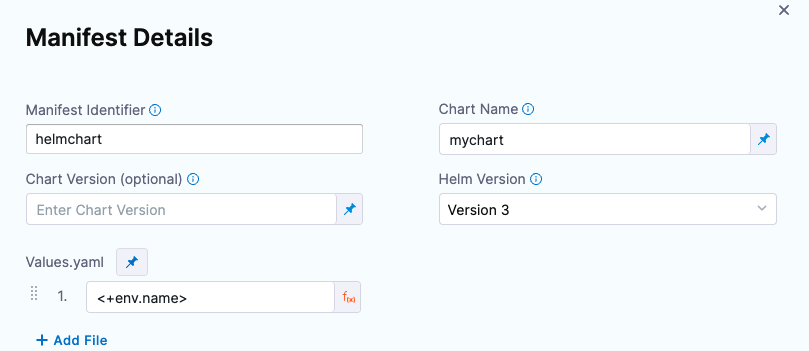 Manifest Details
Manifest Identifier
Chart Name
helmchart
mychart
Chart Version (optional)
Helm Version
Enter Chart Version
Version 3
Values.yaml
1. <+env.name> f(x)
+ Add File